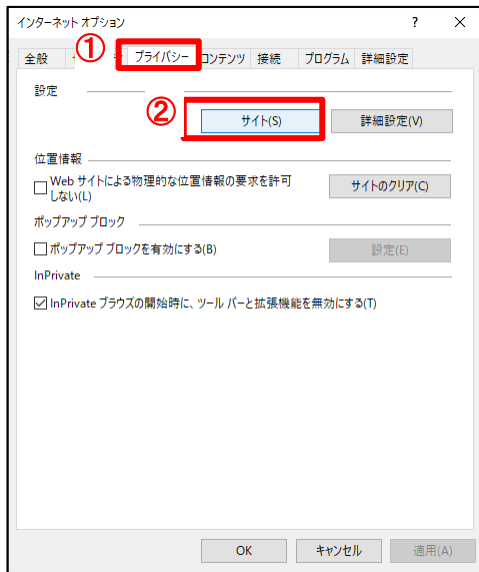 インターネット オプション ? ×
①
全般 プライバシー コンテンツ 接続 プログラム 詳細設定
設定
②
サイト(S) 詳細設定(V)
位置情報
Web サイトによる物理的な位置情報の要求を許可
しない(L)
サイトのクリア(C)
ポップアップ ブロック
ポップアップ ブロックを有効にする(B) 設定(E)
InPrivate
InPrivate ブラウズの開始時に、ツール バーと拡張機能を無効にする(T)
OK キャンセル 適用(A)